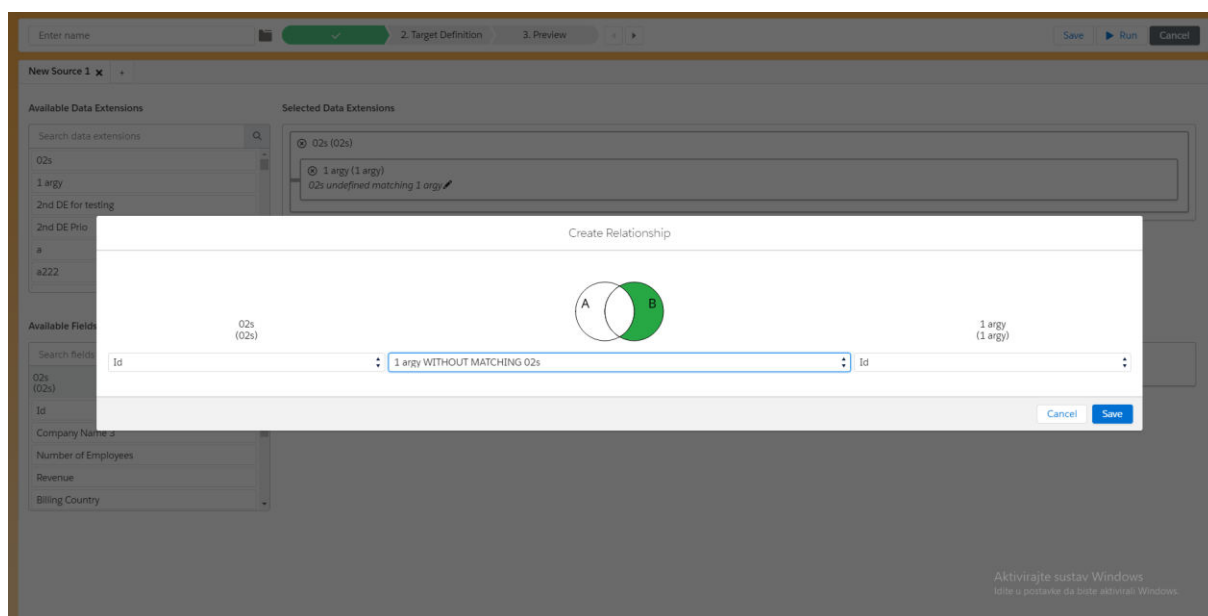 Enter name
2. Target Definition
3. Preview
Save
Run
Cancel
New Source 1
Available Data Extensions
Selected Data Extensions
Search data extensions
02s
1 argy
2nd DE for testing
2nd DE Prio
a
a222
02s (02s)
1 argy (1 argy)
02s undefined matching 1 argy
Create Relationship
A
B
02s
(02s)
1 argy
(1 argy)
Id
1 argy WITHOUT MATCHING 02s
Id
Cancel
Save
Available Fields
Search fields
02s
(02s)
Id
Company Name 3
Number of Employees
Revenue
Billing Country
Aktivirajte sustav Windows
Idite u postavke da biste aktivirali Windows.